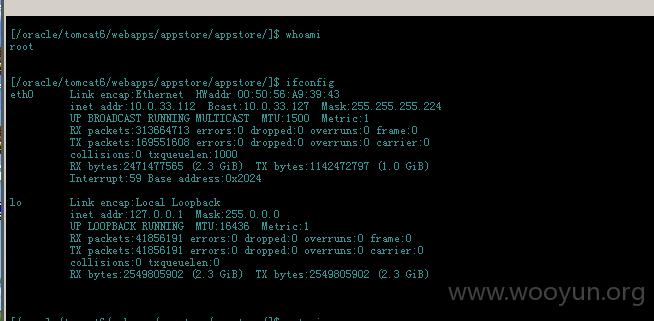 [/oracle/tomcat6/webapps/appstore/appstore/]$ whoami
root
[/oracle/tomcat6/webapps/appstore/appstore/]$ ifconfig
eth0      Link encap:Ethernet  HWaddr 00:50:56:A9:39:43
inet addr:10.0.33.112  Bcast:10.0.33.127  Mask:255.255.255.224
UP BROADCAST RUNNING MULTICAST  MTU:1500  Metric:1
RX packets:313664713 errors:0 dropped:0 overruns:0 frame:0
TX packets:169551608 errors:0 dropped:0 overruns:0 carrier:0
collisions:0 txqueuelen:1000
RX bytes:2471477565 (2.3 GiB)  TX bytes:1142472797 (1.0 GiB)
Interrupt:59 Base address:0x2024
lo        Link encap:Local Loopback
inet addr:127.0.0.1  Mask:255.0.0.0
UP LOOPBACK RUNNING  MTU:16436  Metric:1
RX packets:41856191 errors:0 dropped:0 overruns:0 frame:0
TX packets:41856191 errors:0 dropped:0 overruns:0 carrier:0
collisions:0 txqueuelen:0
RX bytes:2549805902 (2.3 GiB)  TX bytes:2549805902 (2.3 GiB)
www.wooyun.org